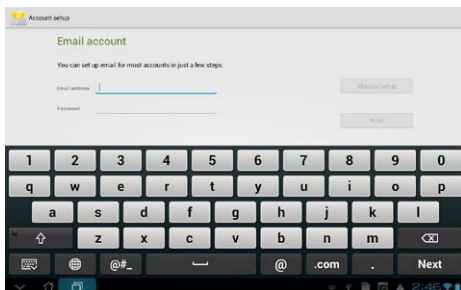 Account setup
Email account
You can set up email for most accounts in just a few steps.
Email address
Password
Manual setup
Next
1 2 3 4 5 6 7 8 9 0
q w e r t y u i o p
a s d f g h j k l
z x c v b n m
@#_ @ .com . Next
2:46